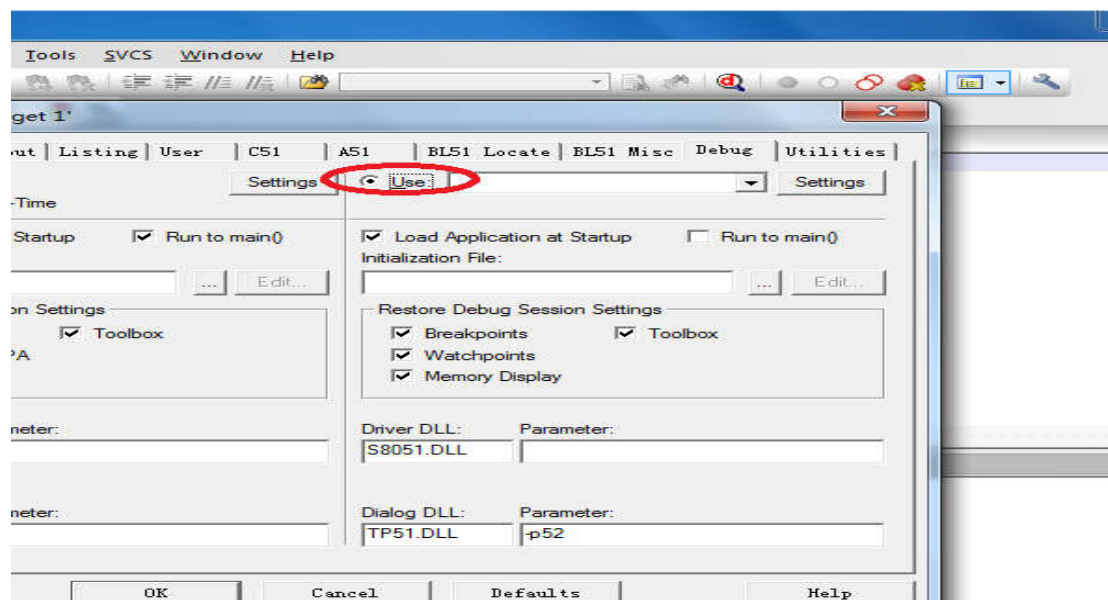 Tools SVCS Window Help
get 1'
ut Listing User C51 A51 BL51 Locate BL51 Misc Debug Utilities
Settings Use: Settings
-Time
Startup Run to main() Load Application at Startup Run to main()
Initialization File:
... Edit... ... Edit...
on Settings Restore Debug Session Settings
Toolbox Breakpoints Toolbox
PA Watchpoints
Memory Display
neter: Driver DLL: Parameter:
S8051.DLL
neter: Dialog DLL: Parameter:
TP51.DLL -p52
OK Cancel Defaults Help